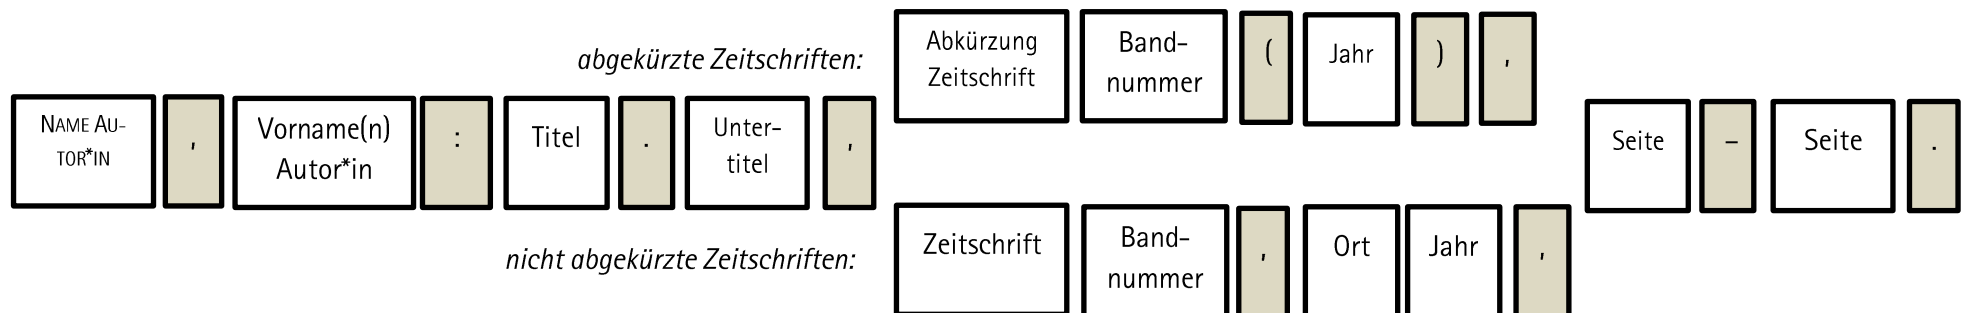 abgekürzte Zeitschriften:
Abkürzung
Zeitschrift
Band-
nummer
(
Jahr
)
,
NAME AU-
TOR*IN
,
Vorname(n)
Autor*in
:
Titel
.
Unter-
titel
,
Seite
–
Seite
.
nicht abgekürzte Zeitschriften:
Zeitschrift
Band-
nummer
,
Ort
Jahr
,